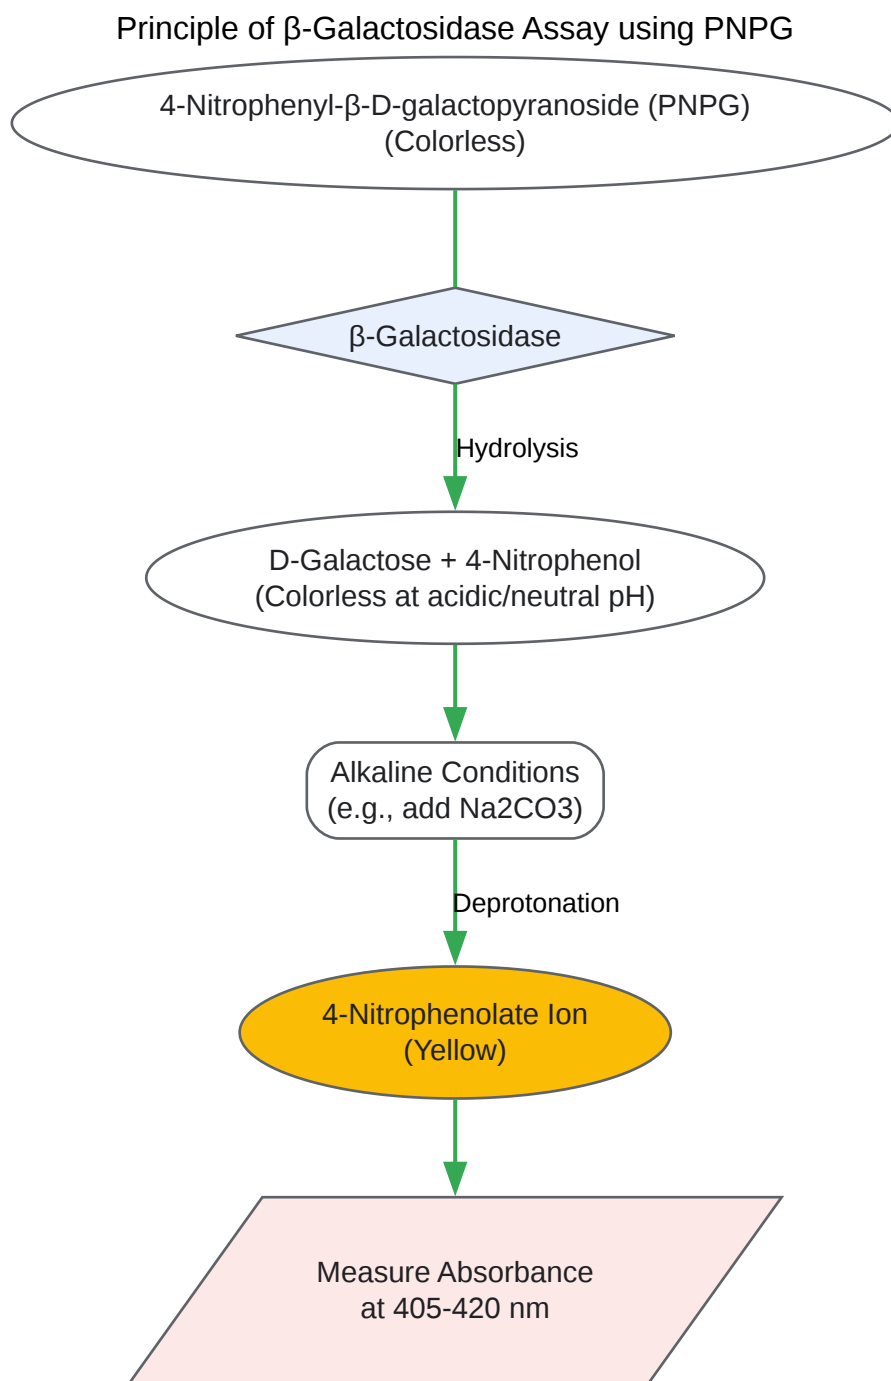 Principle of β-Galactosidase Assay using PNPG
4-Nitrophenyl-β-D-galactopyranoside (PNPG)
(Colorless)
β-Galactosidase
Hydrolysis
D-Galactose + 4-Nitrophenol
(Colorless at acidic/neutral pH)
Alkaline Conditions
(e.g., add Na2CO3)
Deprotonation
4-Nitrophenolate Ion
(Yellow)
Measure Absorbance
at 405-420 nm